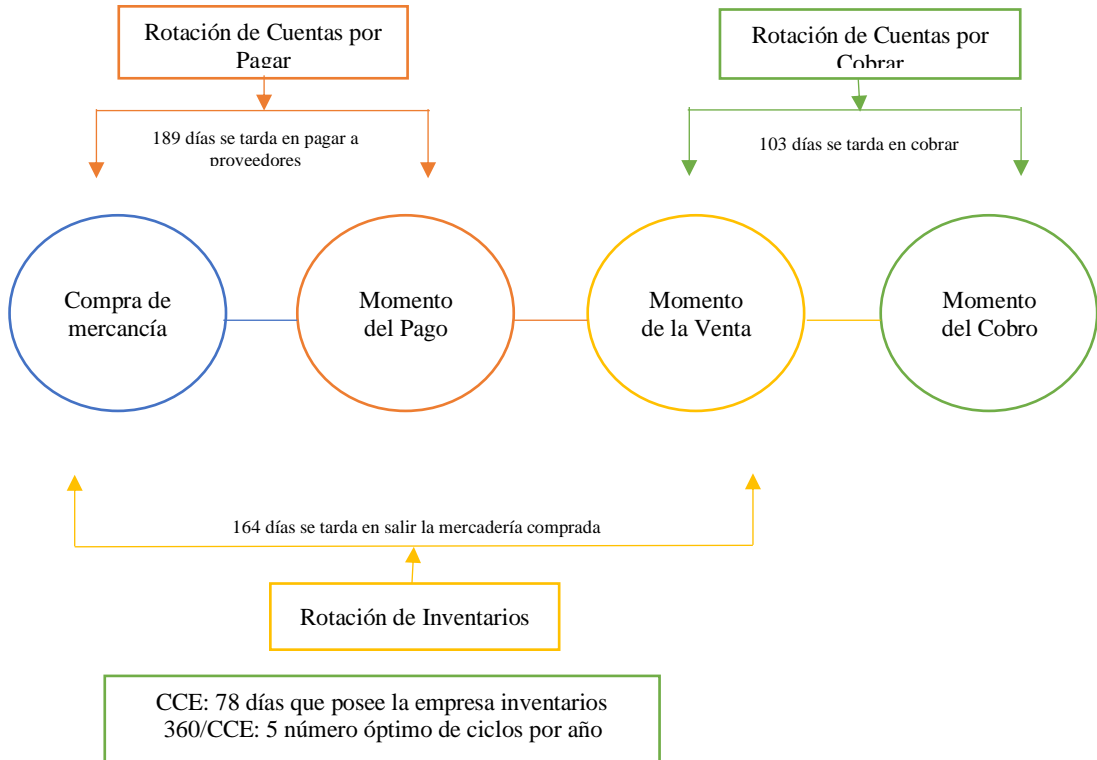 Rotación de Cuentas por
Pagar
Rotación de Cuentas por
Cobrar
189 días se tarda en pagar a
proveedores
103 días se tarda en cobrar
Compra de
mercancía
Momento
del Pago
Momento
de la Venta
Momento
del Cobro
164 días se tarda en salir la mercadería comprada
Rotación de Inventarios
CCE: 78 días que posee la empresa inventarios
360/CCE: 5 número óptimo de ciclos por año